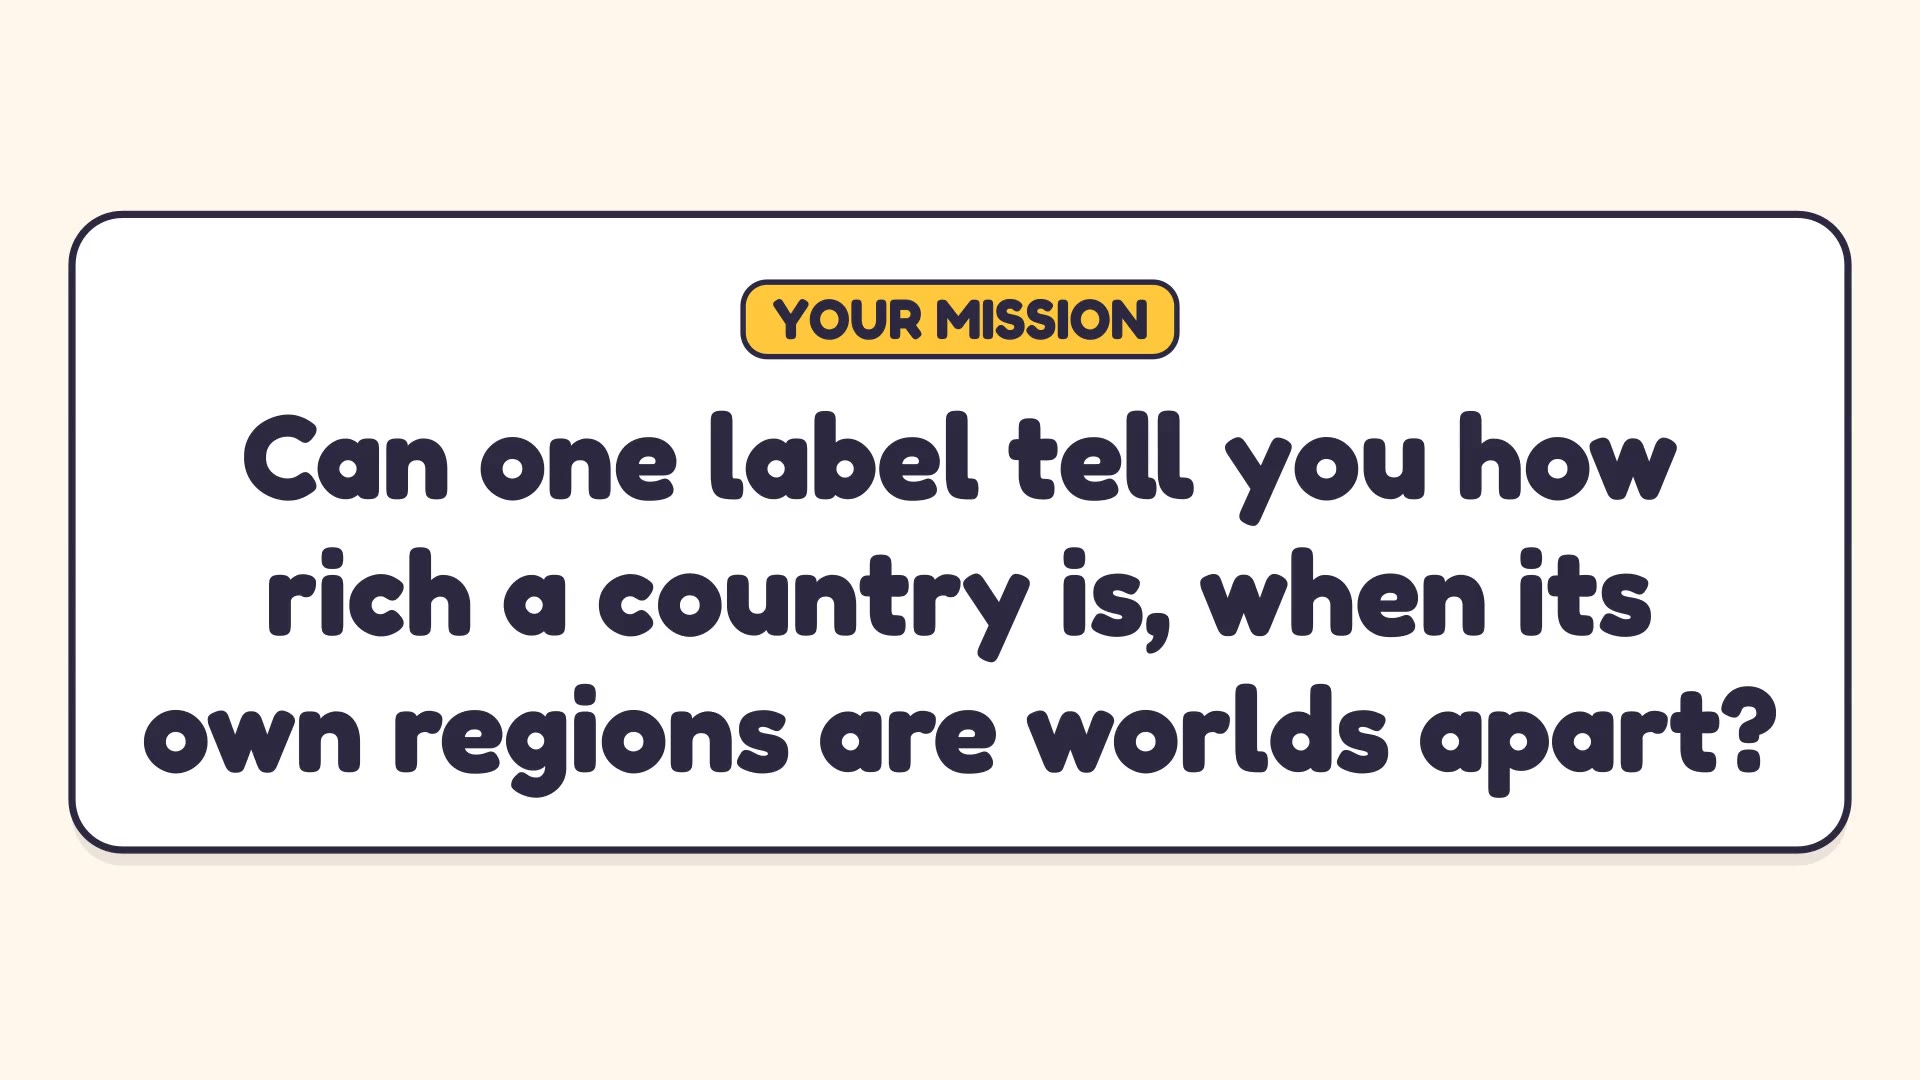 YOUR MISSION
Can one label tell you how
rich a country is, when its
own regions are worlds apart?